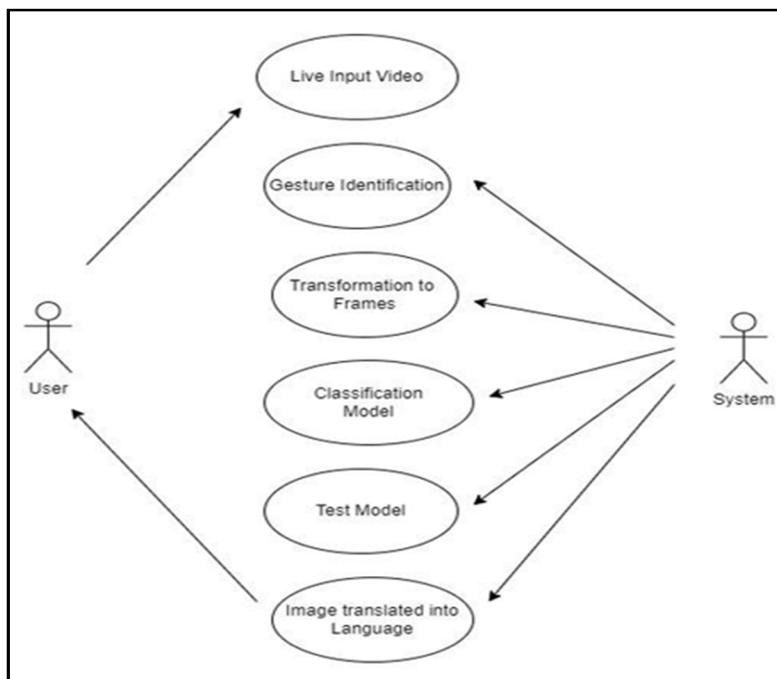 Live Input Video
Gesture Identification
Transformation to
Frames
User
System
Classification
Model
Test Model
Image translated into
Language